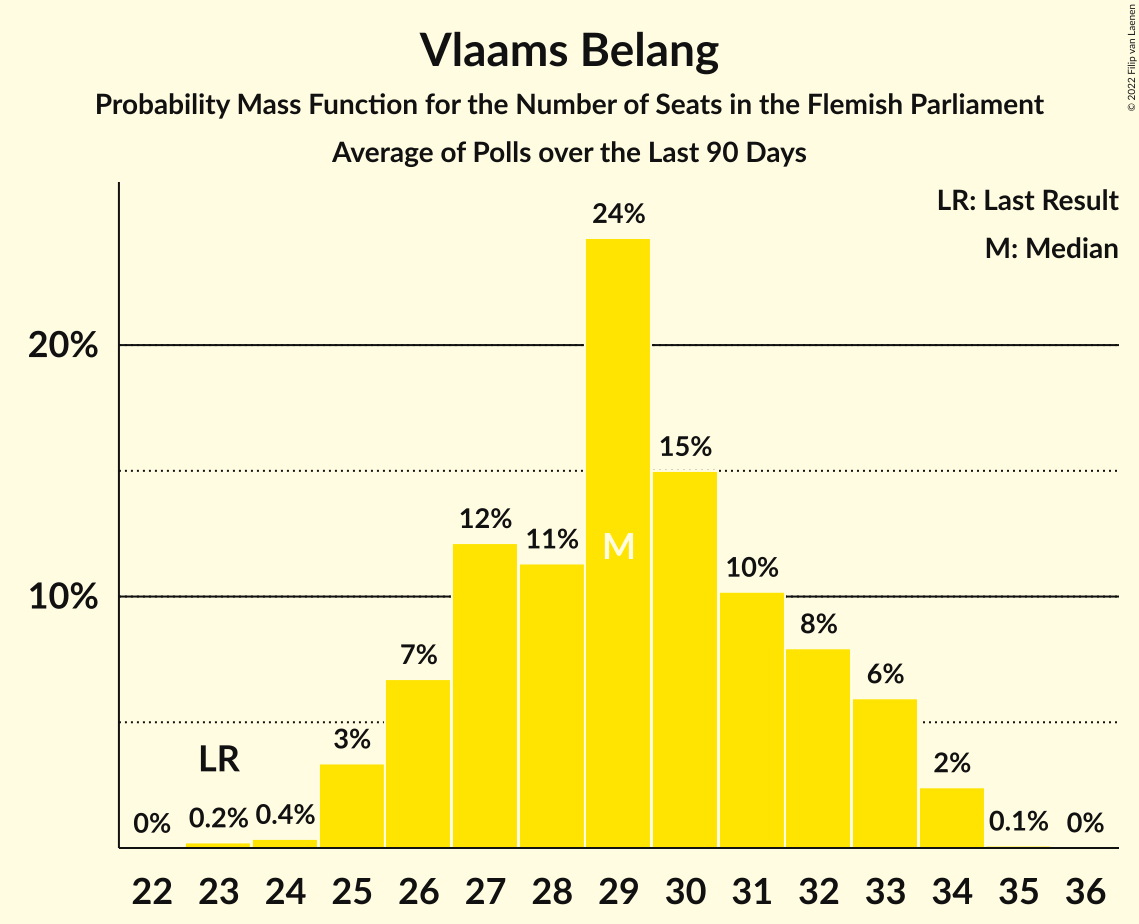 © 2022 Filip van Laenen
Vlaams Belang
Probability Mass Function for the Number of Seats in the Flemish Parliament
Average of Polls over the Last 90 Days
LR: Last Result
M: Median
24%
20%
15%
12%
11%
M
10%
10%
8%
7%
6%
3%
LR
2%
0%
0.2%
0.4%
0.1%
0%
22 23 24 25 26 27 28 29 30 31 32 33 34 35 36